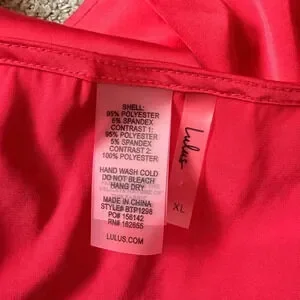 SHELL:
95% POLYESTER
5% SPANDEX
CONTRAST 1:
95% POLYESTER
5% SPANDEX
CONTRAST 2:
100% POLYESTER
HAND WASH COLD
DO NOT BLEACH
HANG DRY
MADE IN CHINA
STYLE# BTP1298
PO# 156142
RN# 162655
LULUS.COM
Lulus
XL